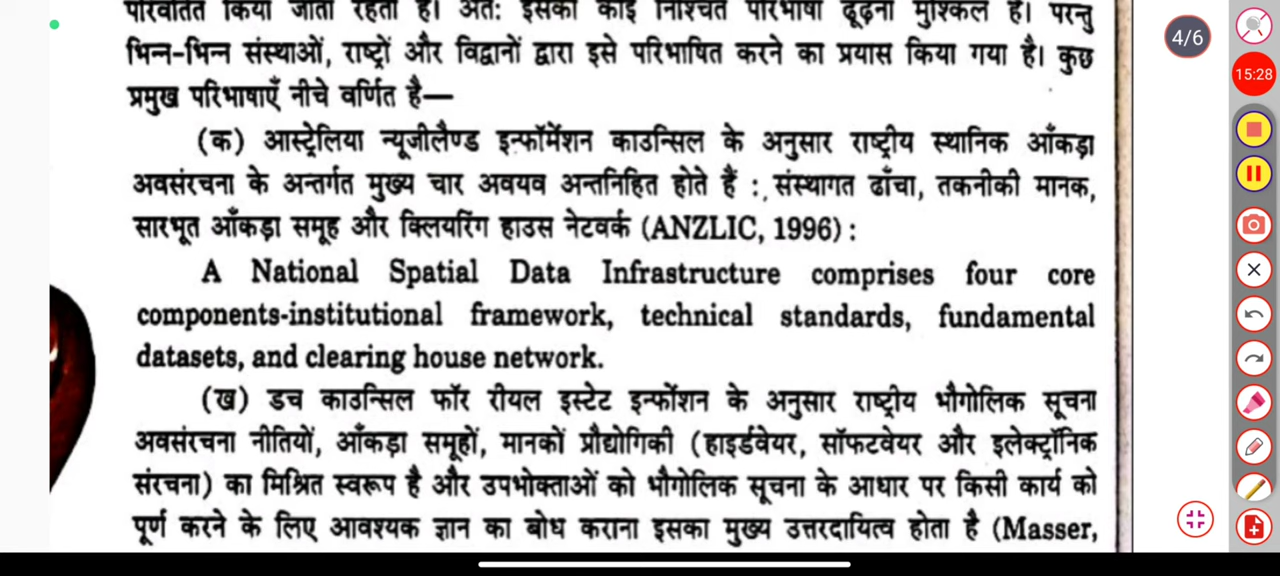 परिवर्तित किया जाता रहता है। अतः इसकी कोई निश्चित परिभाषा ढूढ़ना मुश्किल है। परन्तु
भिन्न-भिन्न संस्थाओं, राष्ट्रों और विद्वानों द्वारा इसे परिभाषित करने का प्रयास किया गया है। कुछ
प्रमुख परिभाषाएँ नीचे वर्णित है—
(क) आस्ट्रेलिया न्यूजीलैण्ड इन्फॉर्मेशन काउन्सिल के अनुसार राष्ट्रीय स्थानिक आँकड़ा
अवसंरचना के अन्तर्गत मुख्य चार अवयव अन्तनिहित होते हैं : संस्थागत ढाँचा, तकनीकी मानक,
सारभूत आँकड़ा समूह और क्लियरिंग हाउस नेटवर्क (ANZLIC, 1996) :
A National Spatial Data Infrastructure comprises four core
components-institutional framework, technical standards, fundamental
datasets, and clearing house network.
(ख) डच काउन्सिल फॉर रीयल इस्टेट इन्फोंशन के अनुसार राष्ट्रीय भौगोलिक सूचना
अवसंरचना नीतियों, आँकड़ा समूहों, मानकों प्रौद्योगिकी (हाइर्डवेयर, सॉफटवेयर और इलेक्ट्रॉनिक
संरचना) का मिश्रित स्वरूप है और उपभोक्ताओं को भौगोलिक सूचना के आधार पर किसी कार्य को
पूर्ण करने के लिए आवश्यक ज्ञान का बोध कराना इसका मुख्य उत्तरदायित्व होता है (Masser,
4/6
15:28